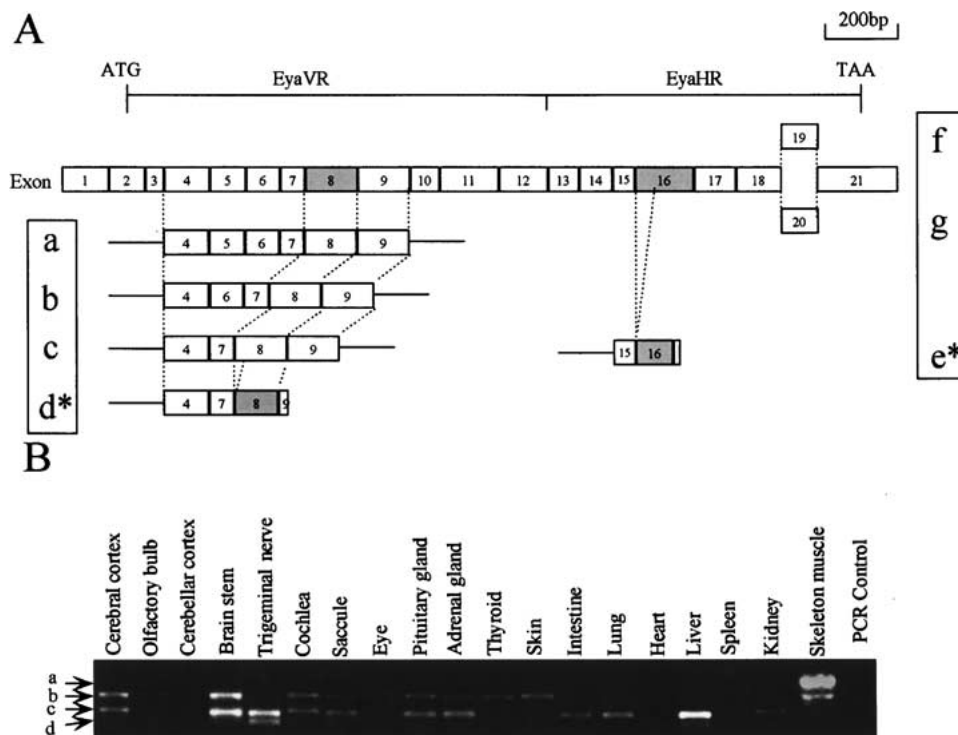 A
200bp
ATG EyaVR EyaHR TAA
19
Exon 1 2 3 4 5 6 7 8 9 10 11 12 13 14 15 16 17 18 21
20
f
g
e*
a 4 5 6 7 8 9
b 4 6 7 8 9
c 4 7 8 9
15 16
d* 4 7 8 9
B
Cerebral cortex
Olfactory bulb
Cerebellar cortex
Brain stem
Trigeminal nerve
Cochlea
Saccule
Eye
Pituitary gland
Adrenal gland
Thyroid
Skin
Intestine
Lung
Heart
Liver
Spleen
Kidney
Skeleton muscle
PCR Control
a
b
c
d